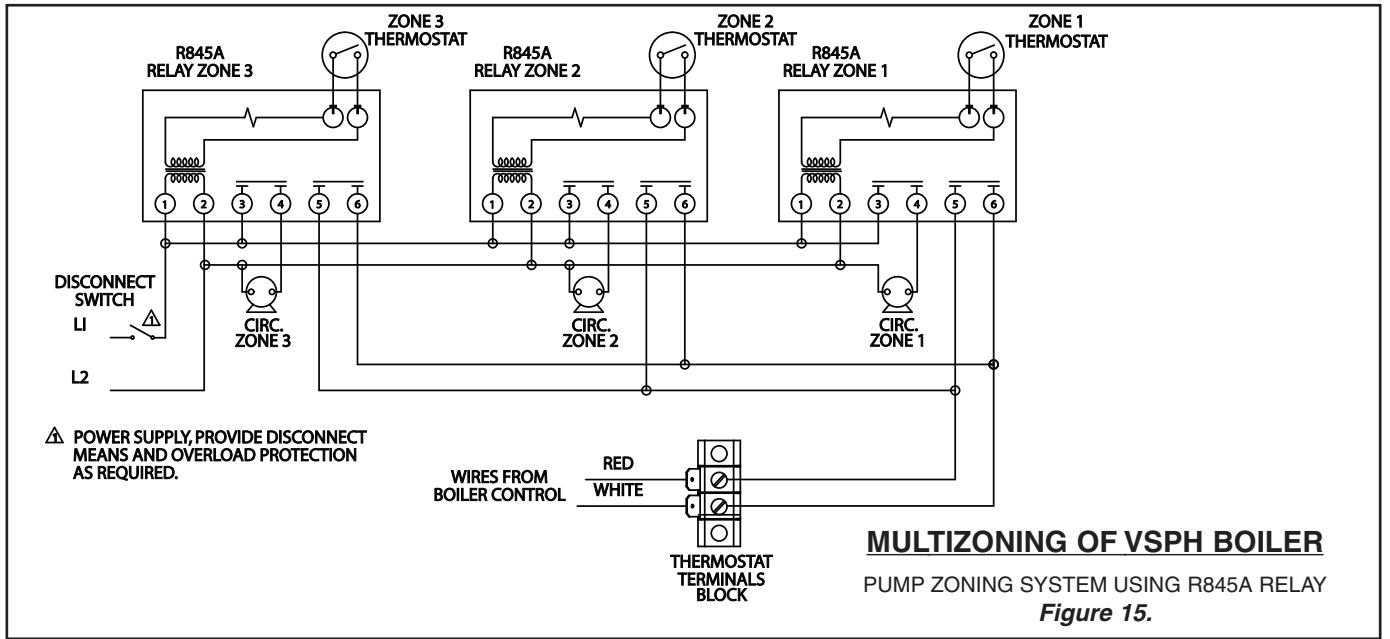 ZONE 3
THERMOSTAT
R845A
RELAY ZONE 3
ZONE 2
THERMOSTAT
R845A
RELAY ZONE 2
ZONE 1
THERMOSTAT
R845A
RELAY ZONE 1
1 2 3 4 5 6
1 2 3 4 5 6
1 2 3 4 5 6
DISCONNECT
SWITCH
L1
1
L2
CIRC.
ZONE 3
CIRC.
ZONE 2
CIRC.
ZONE 1
1 POWER SUPPLY, PROVIDE DISCONNECT
MEANS AND OVERLOAD PROTECTION
AS REQUIRED.
WIRES FROM
BOILER CONTROL
RED
WHITE
THERMOSTAT
TERMINALS
BLOCK
MULTIZONING OF VSPH BOILER
PUMP ZONING SYSTEM USING R845A RELAY
Figure 15.